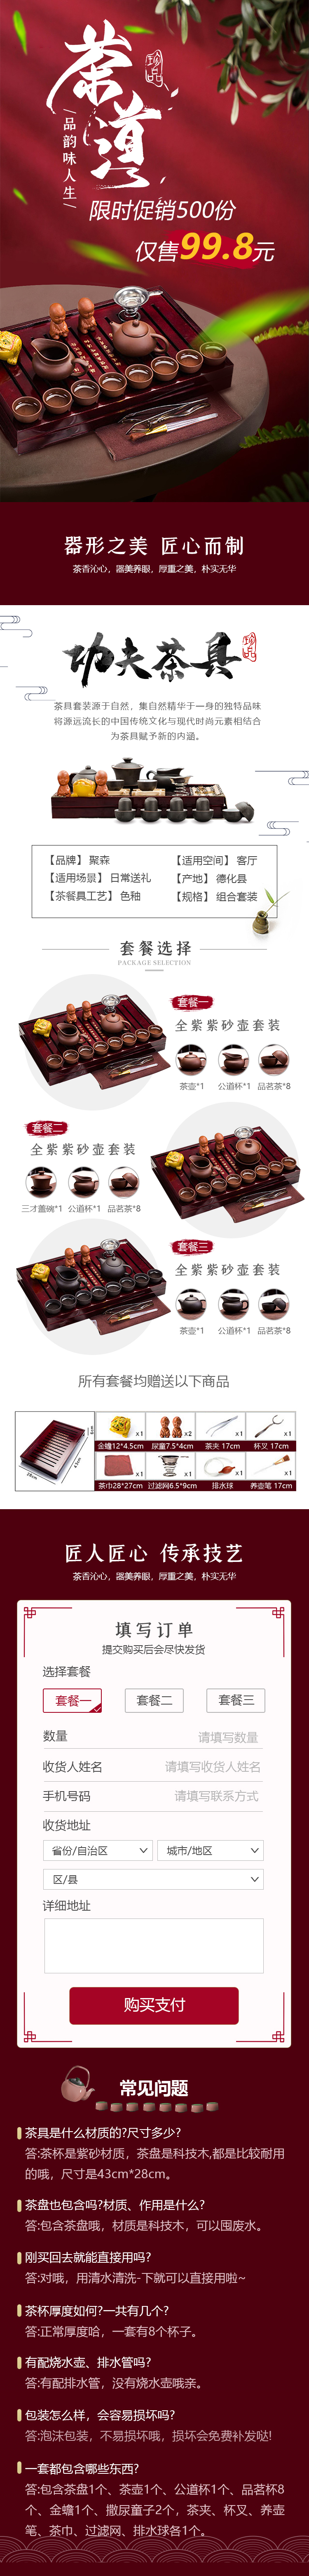 茶道
珍品
品韵味人生
限时促销500份
仅售99.8元
器形之美 匠心而制
茶香沁心，器美养眼，厚重之美，朴实无华
功夫茶具
珍品
茶具套装源于自然，集自然精华于一身的独特品味
将源远流长的中国传统文化与现代时尚元素相结合
为茶具赋予新的内涵。
【品牌】 聚森
【适用空间】 客厅
【适用场景】 日常送礼
【产地】 德化县
【茶餐具工艺】 色釉
【规格】 组合套装
套餐选择
PACKAGE SELECTION
套餐一
全紫紫砂壶套装
茶壶*1 公道杯*1 品茗茶*8
套餐二
全紫紫砂壶套装
三才盖碗*1 公道杯*1 品茗茶*8
套餐三
全紫紫砂壶套装
茶壶*1 公道杯*1 品茗茶*8
所有套餐均赠送以下商品
x1 x2 x1 x1
金蟾12*4.5cm 尿童7.5*4cm 茶夹 17cm 杯叉 17cm
x1 x1 x1 x1
茶巾28*27cm 过滤网6.5*9cm 排水球 养壶笔 17cm
匠人匠心 传承技艺
茶香沁心，器美养眼，厚重之美，朴实无华
填写订单
提交购买后会尽快发货
选择套餐
套餐一 套餐二 套餐三
数量 请填写数量
收货人姓名 请填写收货人姓名
手机号码 请填写联系方式
收货地址
省份/自治区 城市/地区
区/县
详细地址
购买支付
常见问题
茶具是什么材质的?尺寸多少?
答:茶杯是紫砂材质，茶盘是科技木,都是比较耐用
的哦，尺寸是43cm*28cm。
茶盘也包含吗?材质、作用是什么?
答:包含茶盘哦，材质是科技木，可以囤废水。
刚买回去就能直接用吗?
答:对哦，用清水清洗-下就可以直接用啦~
茶杯厚度如何?一共有几个?
答:正常厚度哈，一套有8个杯子。
有配烧水壶、排水管吗?
答:有配排水管，没有烧水壶哦亲。
包装怎么样，会容易损坏吗?
答:泡沫包装，不易损坏哦，损坏会免费补发哒!
一套都包含哪些东西?
答:包含茶盘1个、茶壶1个、公道杯1个、品茗杯8
个、金蟾1个、撒尿童子2个，茶夹、杯叉、养壶
笔、茶巾、过滤网、排水球各1个。